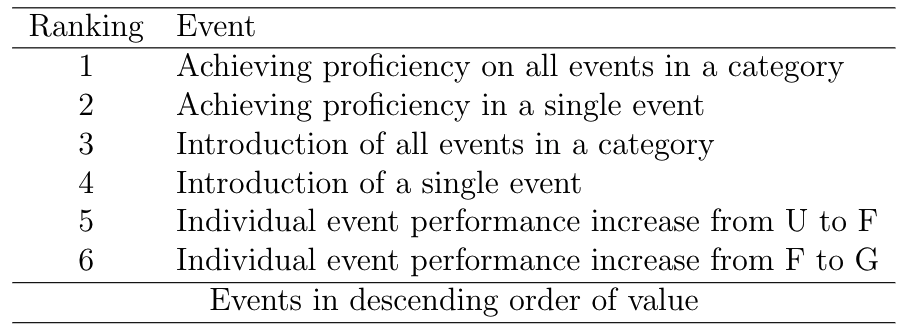 Ranking Event
1 Achieving proficiency on all events in a category
2 Achieving proficiency in a single event
3 Introduction of all events in a category
4 Introduction of a single event
5 Individual event performance increase from U to F
6 Individual event performance increase from F to G
Events in descending order of value